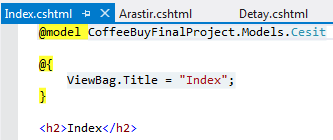 Index.cshtml Arastir.cshtml Detay.cshtml
@model CoffeeBuyFinalProject.Models.Cesit
@{
ViewBag.Title = "Index";
}
<h2>Index</h2>